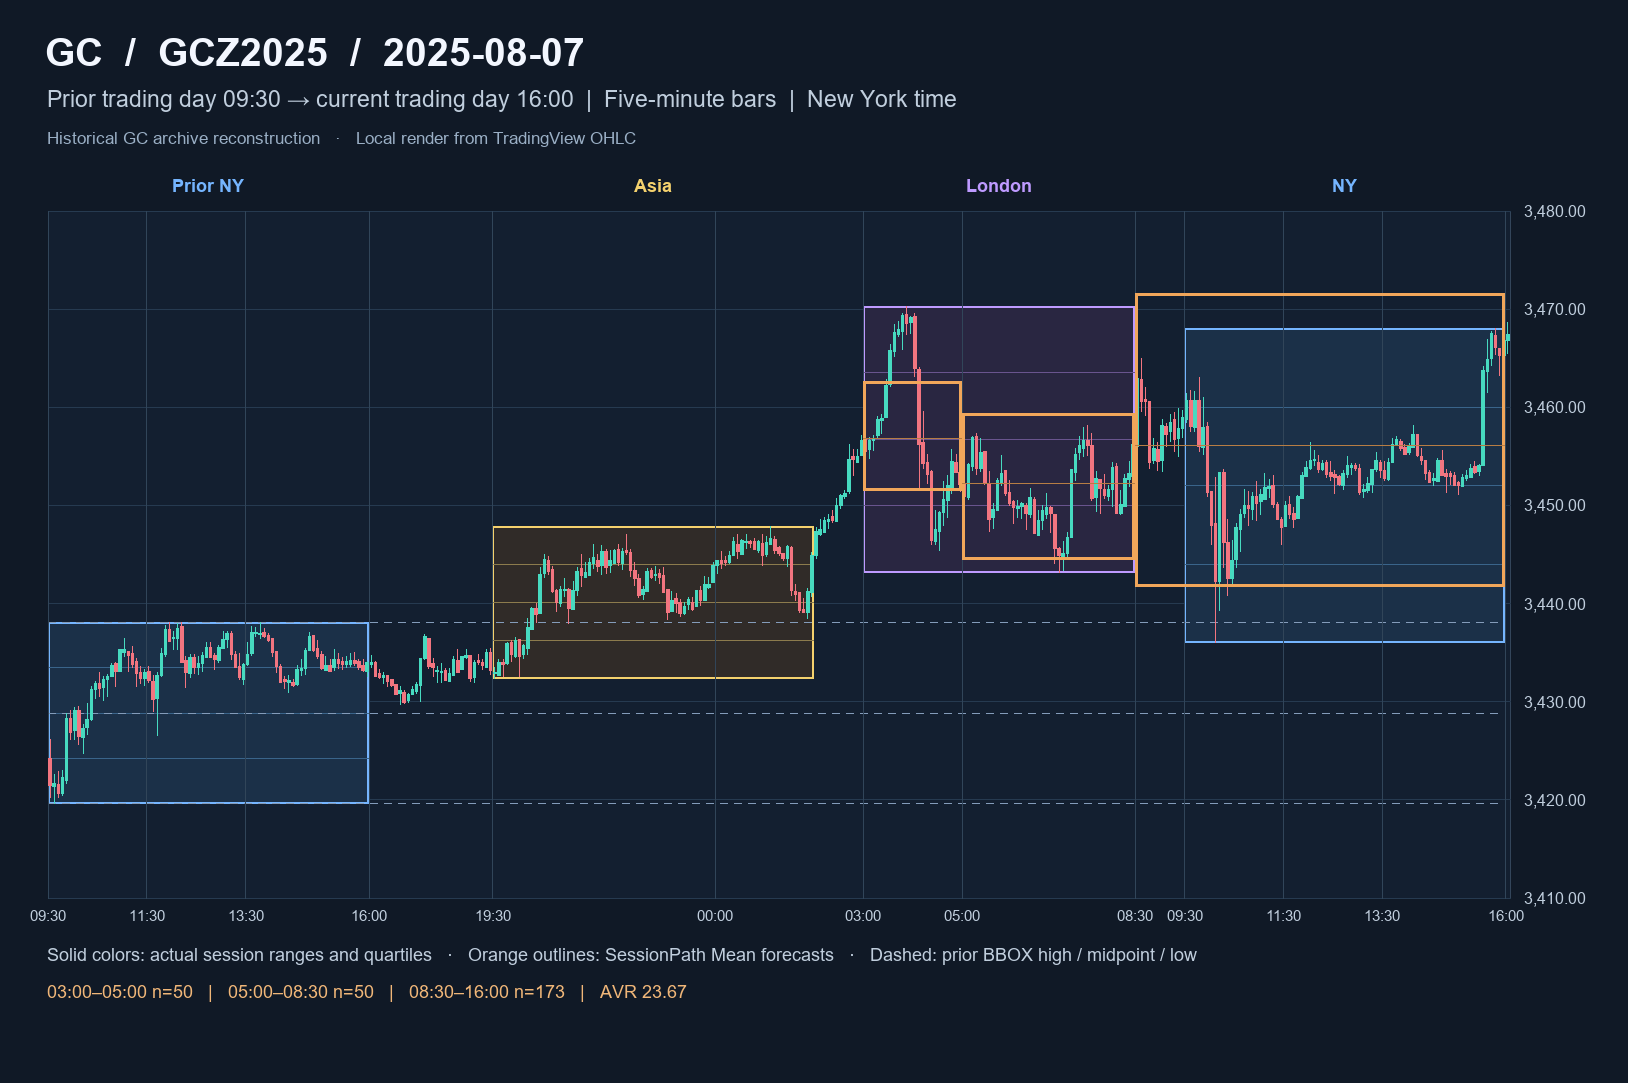 GC / GCZ2025 / 2025-08-07
Prior trading day 09:30 → current trading day 16:00 | Five-minute bars | New York time
Historical GC archive reconstruction · Local render from TradingView OHLC
Prior NY Asia London NY
3,480.00
3,470.00
3,460.00
3,450.00
3,440.00
3,430.00
3,420.00
3,410.00
09:30 11:30 13:30 16:00 19:30 00:00 03:00 05:00 08:30 09:30 11:30 13:30 16:00
Solid colors: actual session ranges and quartiles · Orange outlines: SessionPath Mean forecasts · Dashed: prior BBOX high / midpoint / low
03:00–05:00 n=50 | 05:00–08:30 n=50 | 08:30–16:00 n=173 | AVR 23.67